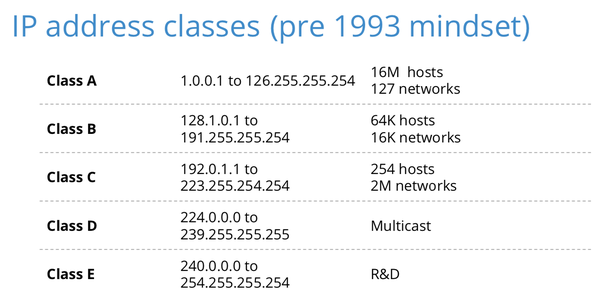 IP address classes (pre 1993 mindset)
Class A 1.0.0.1 to 126.255.255.254 16M hosts
127 networks
Class B 128.1.0.1 to
191.255.255.254 64K hosts
16K networks
Class C 192.0.1.1 to
223.255.254.254 254 hosts
2M networks
Class D 224.0.0.0 to
239.255.255.255 Multicast
Class E 240.0.0.0 to
254.255.255.254 R&D